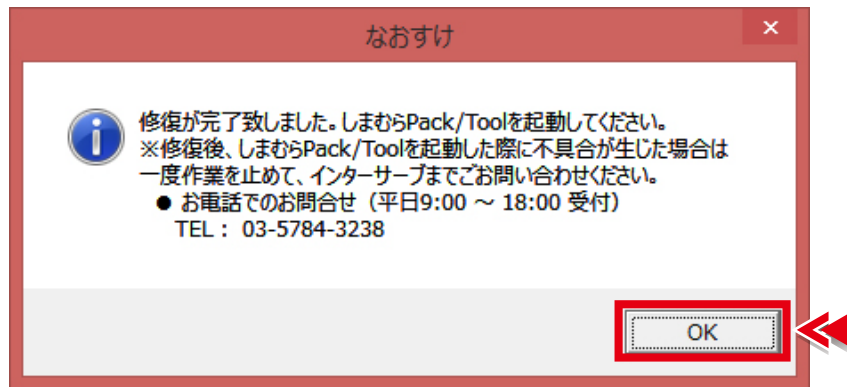 なおすけ
修復が完了致しました。しまむらPack/Toolを起動してください。
※修復後、しまむらPack/Toolを起動した際に不具合が生じた場合は
一度作業を止めて、インターサーブまでご お問い合わせください。
● お電話でのお問合せ（平日9:00 ～ 18:00 受付）
TEL： 03-5784-3238
OK